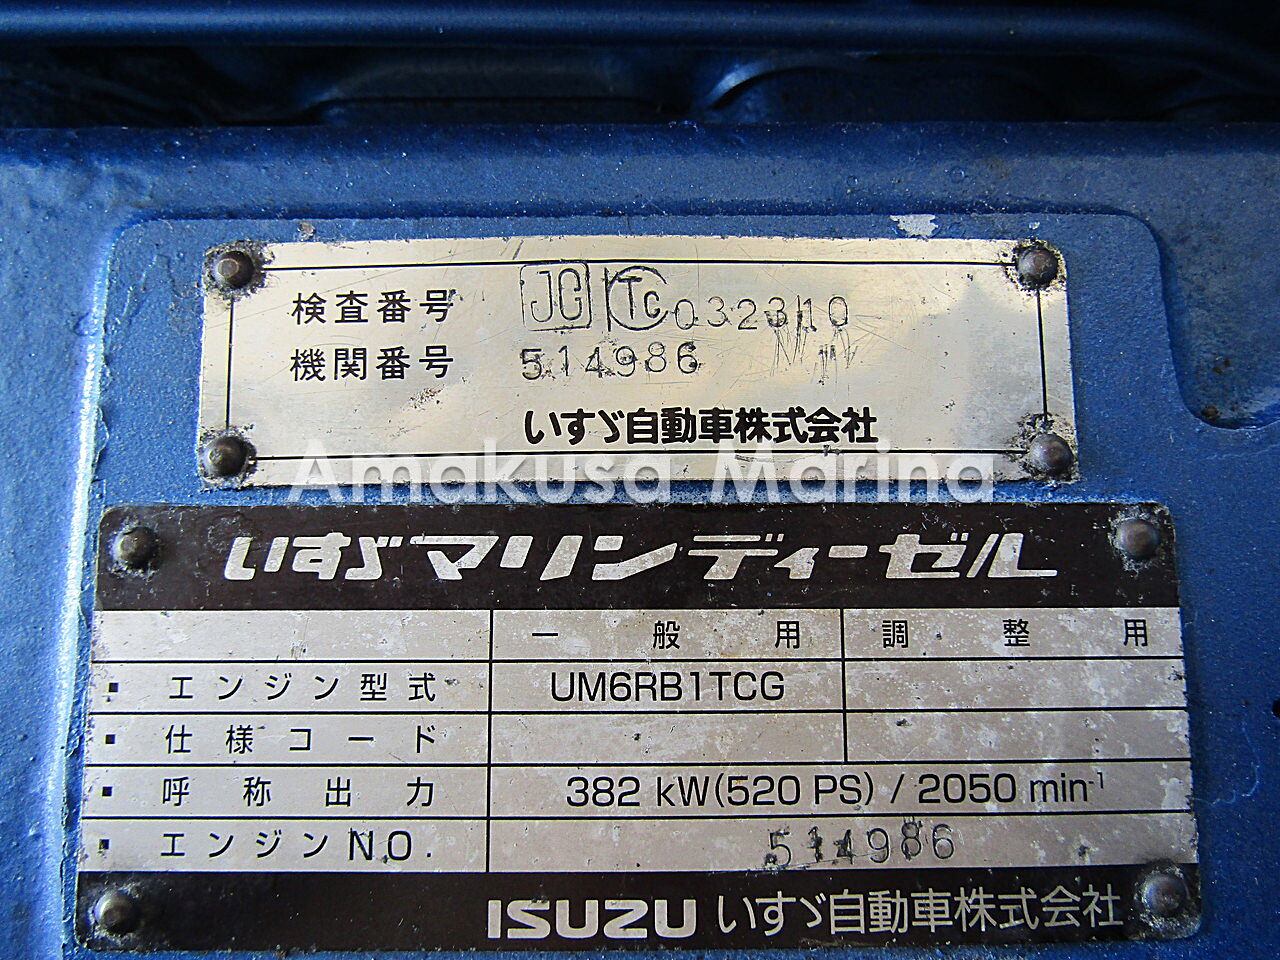 検査番号 JC TC 032310
機関番号 514986
いすゞ自動車株式会社
Amakusa Marina
いすゞマリンディーゼル
一般用 調整用
エンジン型式 UM6RB1TCG
仕様コード
呼称出力 382 kW(520 PS) / 2050 min-1
エンジンNO. 514986
ISUZU いすゞ自動車株式会社